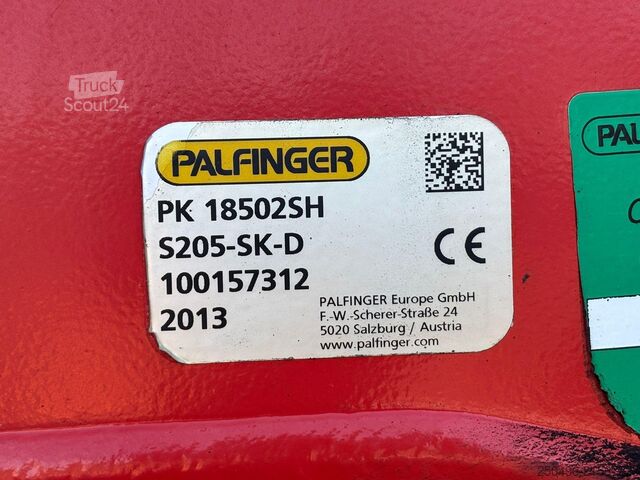 Truck
Scout24
PALFINGER
PK 18502SH
S205-SK-D
100157312
2013
CE
PALFINGER Europe GmbH
F.-W.-Scherer-Straße 24
5020 Salzburg / Austria
www.palfinger.com